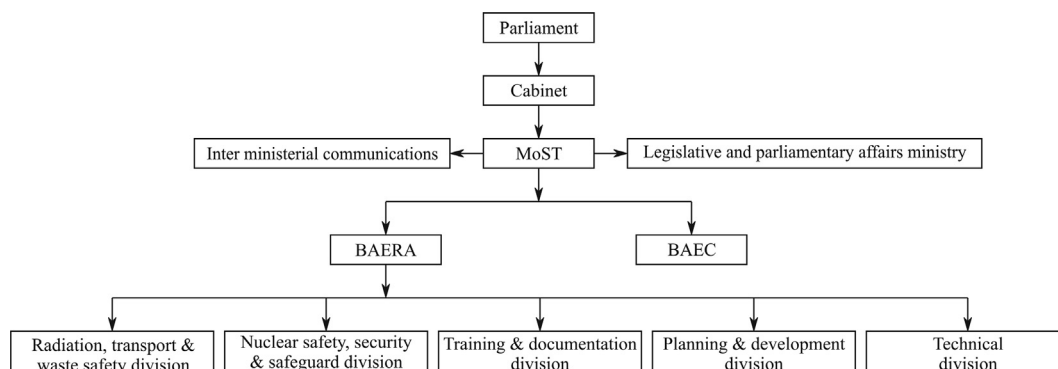 Parliament
Cabinet
Inter ministerial communications
MoST
Legislative and parliamentary affairs ministry
BAERA
BAEC
Radiation, transport &
waste safety division
Nuclear safety, security
& safeguard division
Training & documentation
division
Planning & development
division
Technical
division